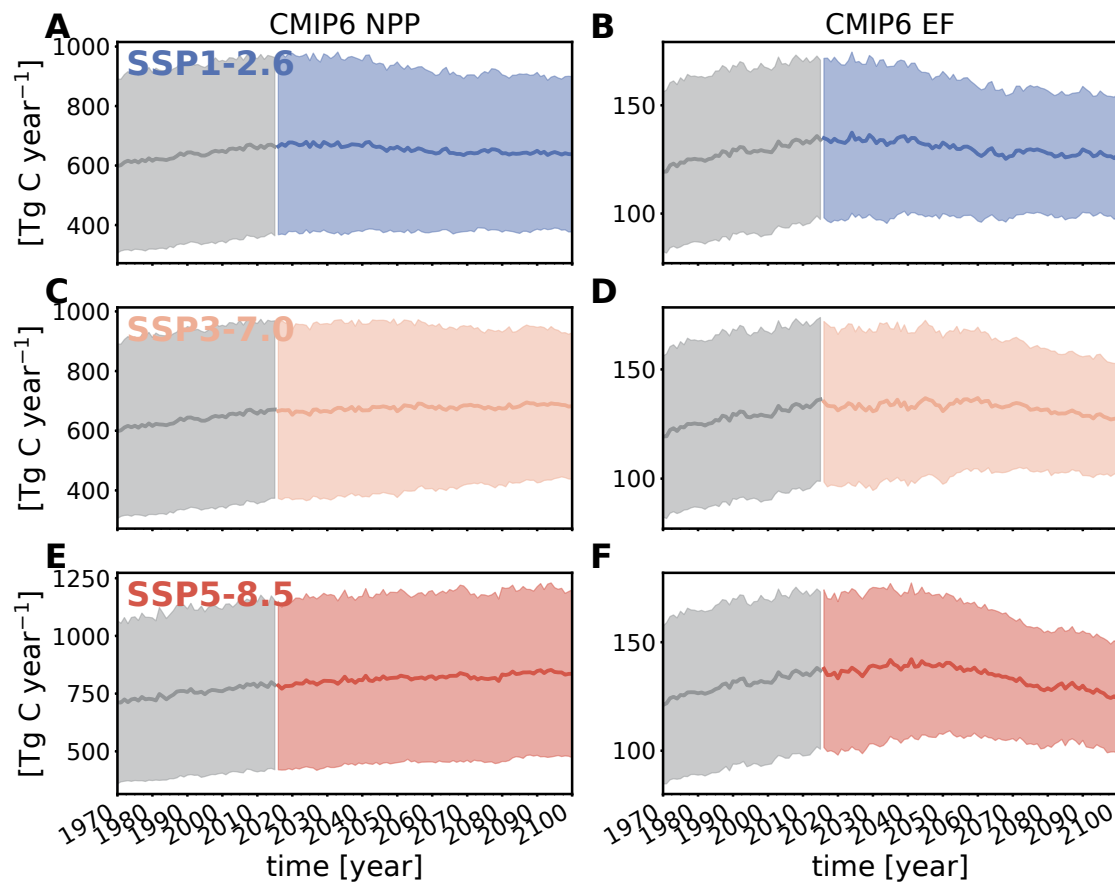 A CMIP6 NPP B CMIP6 EF
SSP1-2.6
[Tg C year⁻¹]
1000
800
600
400
150
100
C D
SSP3-7.0
[Tg C year⁻¹]
1000
800
600
400
150
100
E F
SSP5-8.5
[Tg C year⁻¹]
1250
1000
750
500
150
100
1970 1980 1990 2000 2010 2020 2030 2040 2050 2060 2070 2080 2090 2100
1970 1980 1990 2000 2010 2020 2030 2040 2050 2060 2070 2080 2090 2100
time [year] time [year]